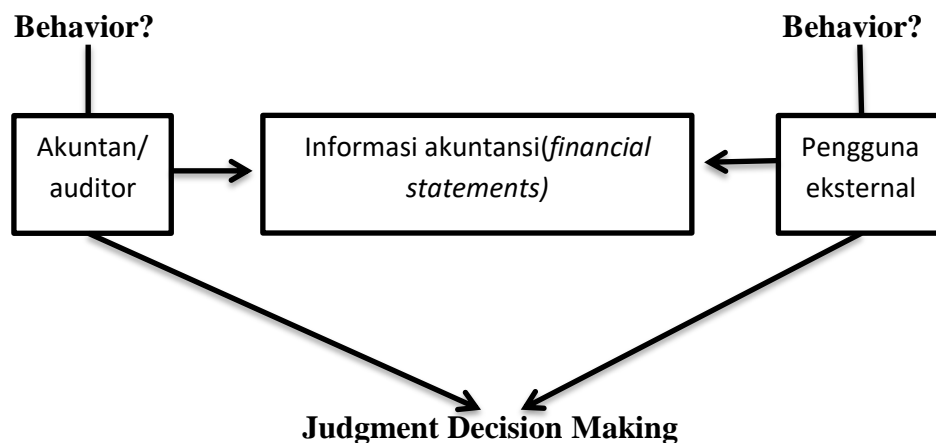 Behavior?
Behavior?
Akuntan/
auditor
Informasi akuntansi(financial
statements)
Pengguna
eksternal
Judgment Decision Making